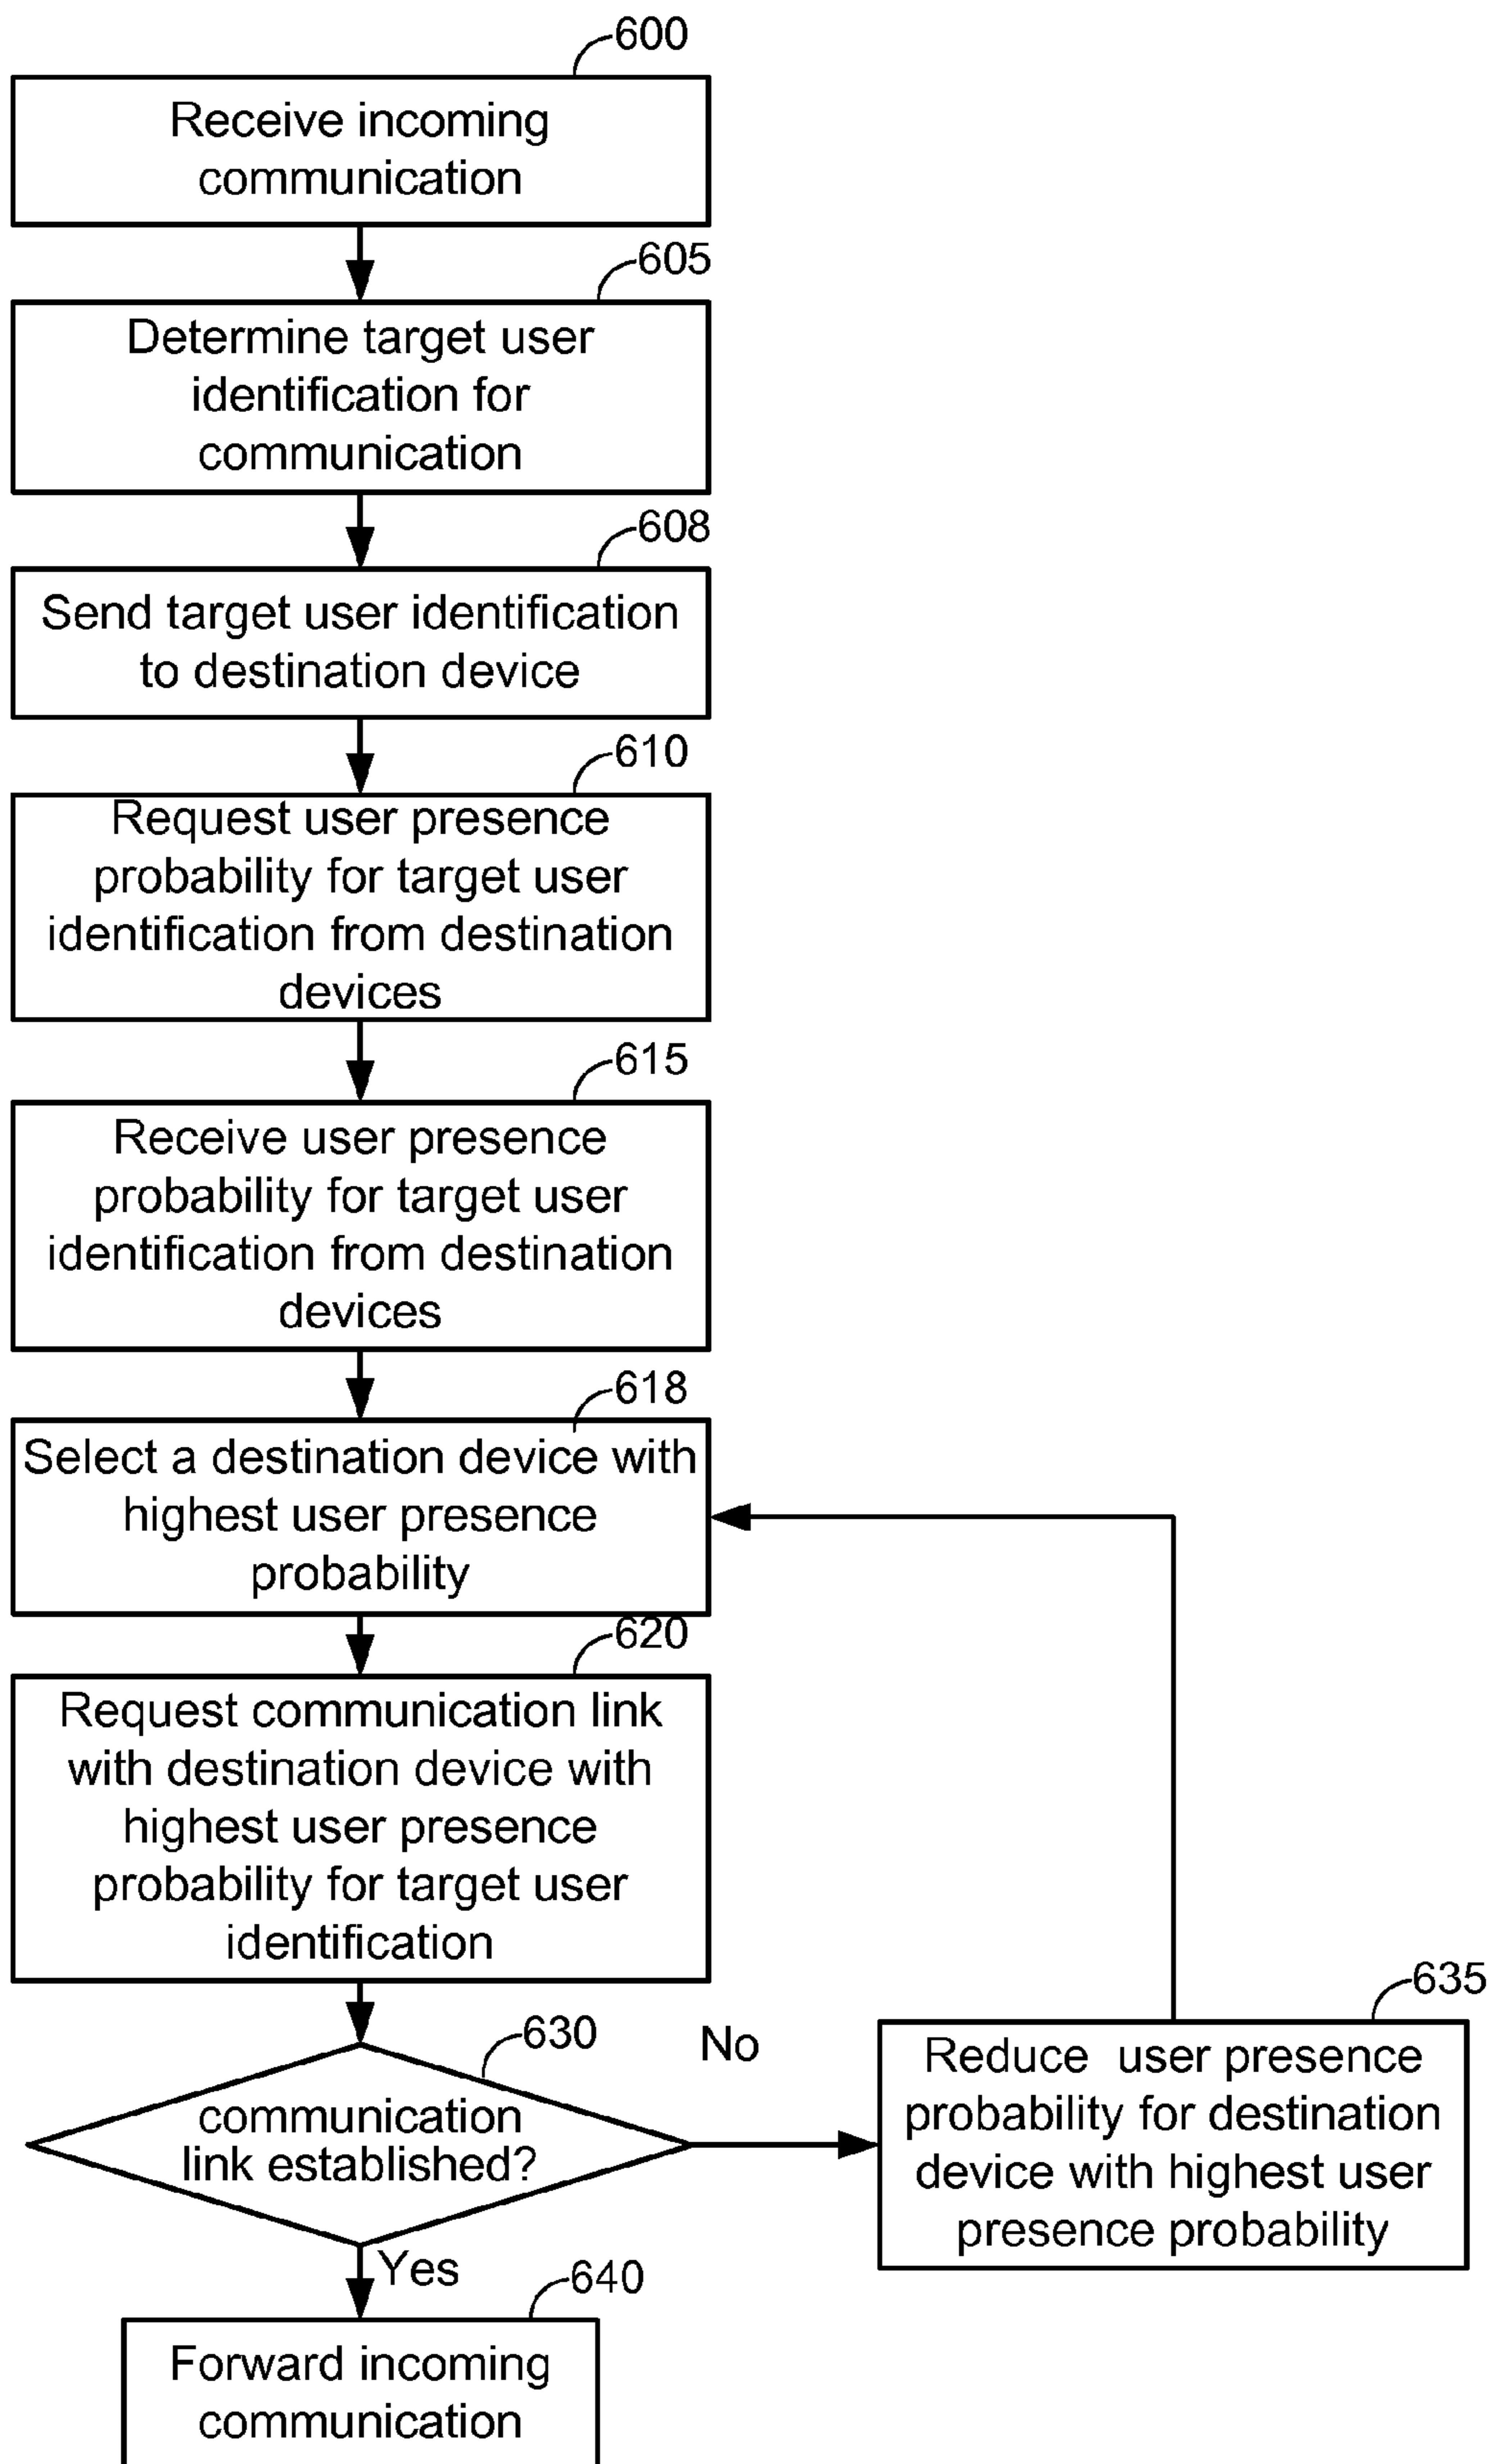 600
Receive incoming
communication
605
Determine target user
identification for
communication
608
Send target user identification
to destination device
610
Request user presence
probability for target user
identification from destination
devices
615
Receive user presence
probability for target user
identification from destination
devices
618
Select a destination device with
highest user presence
probability
620
Request communication link
with destination device with
highest user presence
probability for target user
identification
630
communication
link established?
No
635
Reduce user presence
probability for destination
device with highest user
presence probability
Yes
640
Forward incoming
communication